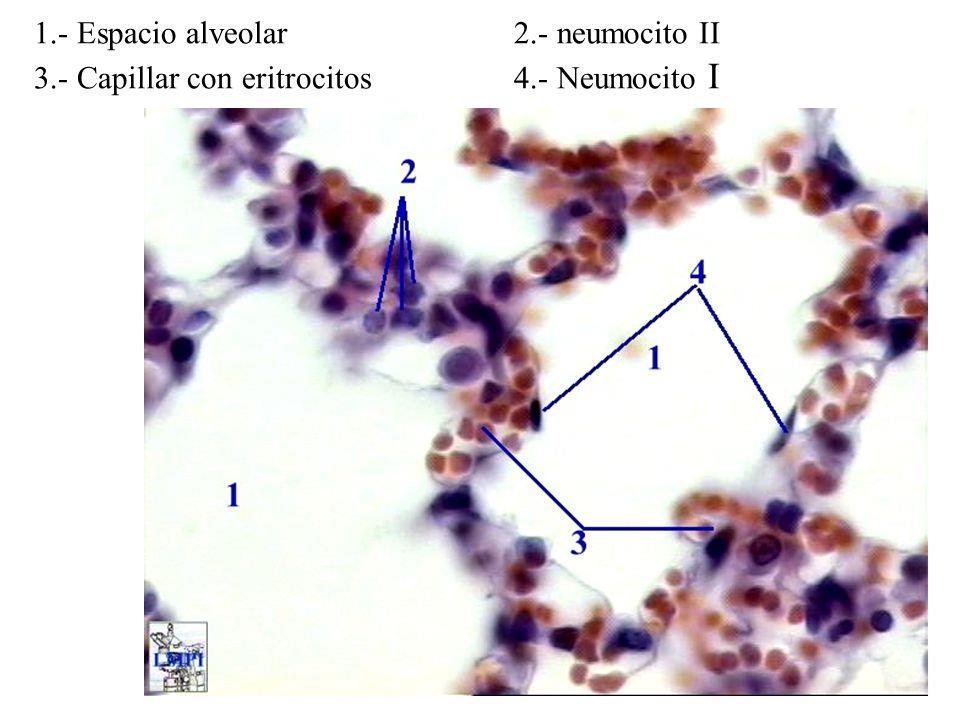 1.- Espacio alveolar 2.- neumocito II
3.- Capillar con eritrocitos 4.- Neumocito I
2
4
1
1
3
LMPI